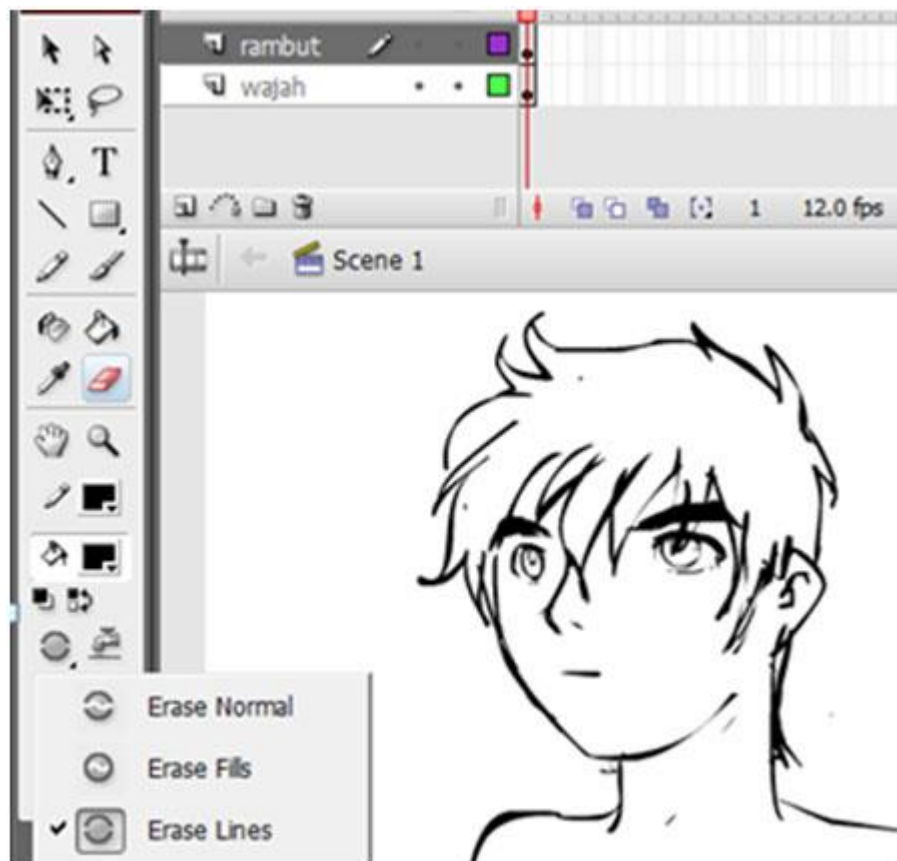 rambut
wajah
1 12.0 fps
Scene 1
T
Erase Normal
Erase Fills
Erase Lines